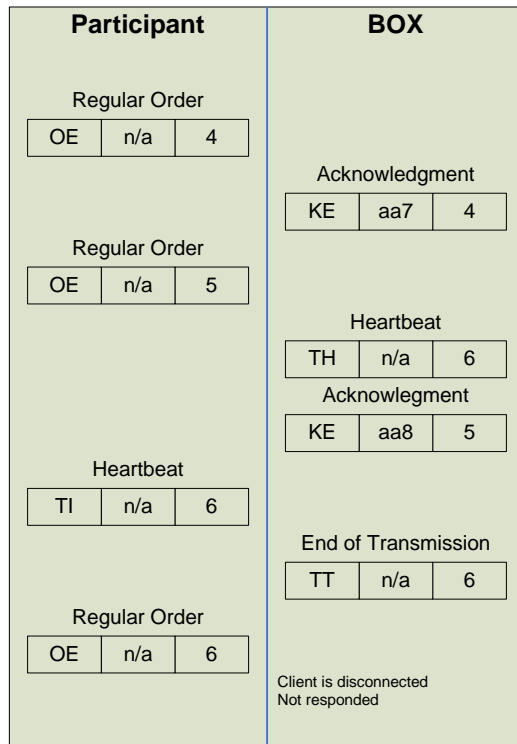 Participant BOX
Regular Order
OE n/a 4
Acknowledgment
KE aa7 4
Regular Order
OE n/a 5
Heartbeat
TH n/a 6
Acknowlegment
KE aa8 5
Heartbeat
TI n/a 6
End of Transmission
TT n/a 6
Regular Order
OE n/a 6
Client is disconnected
Not responded